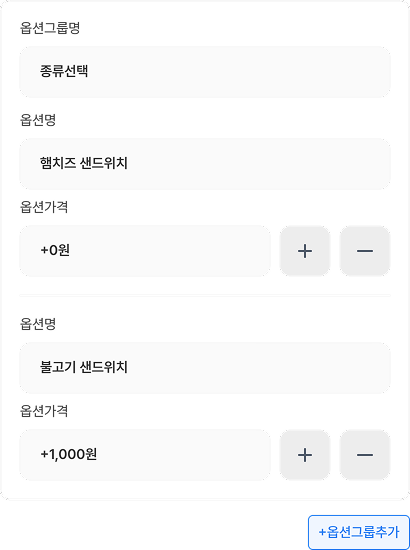 옵션그룹명
종류선택
옵션명
햄치즈 샌드위치
옵션가격
+0원
옵션명
불고기 샌드위치
옵션가격
+1,000원
+옵션그룹추가